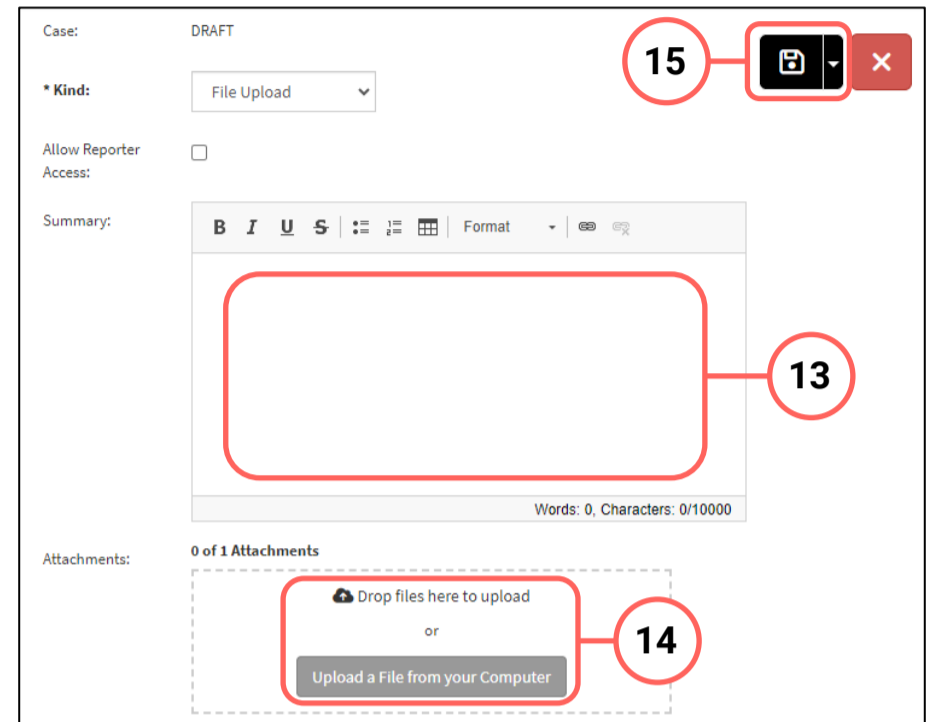 Case: DRAFT
15
* Kind: File Upload
Allow Reporter
Access:
Summary: B I U S Format
13
Words: 0, Characters: 0/10000
Attachments: 0 of 1 Attachments
Drop files here to upload
or
14
Upload a File from your Computer